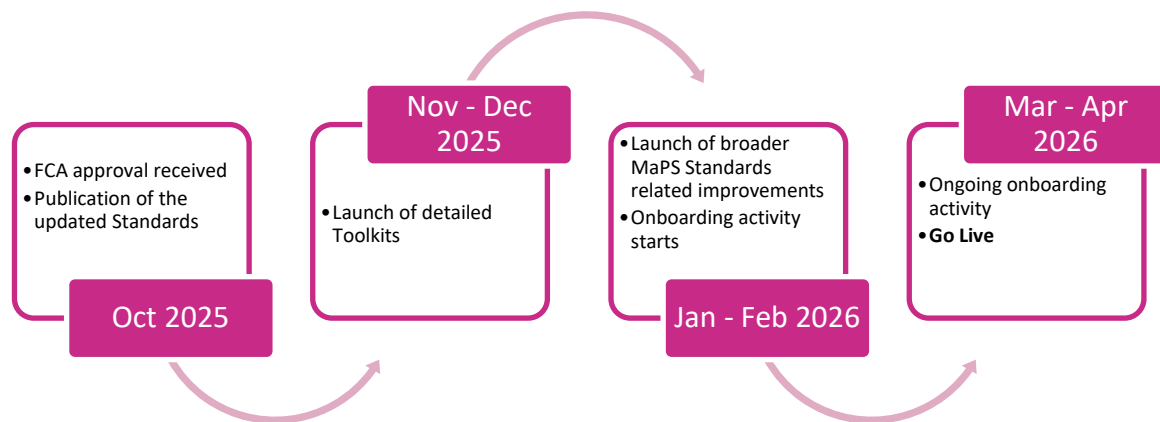 •FCA approval received
•Publication of the
updated Standards
Oct 2025
Nov - Dec
2025
•Launch of detailed
Toolkits
•Launch of broader
MaPS Standards
related improvements
•Onboarding activity
starts
Jan - Feb 2026
Mar - Apr
2026
•Ongoing onboarding
activity
•Go Live